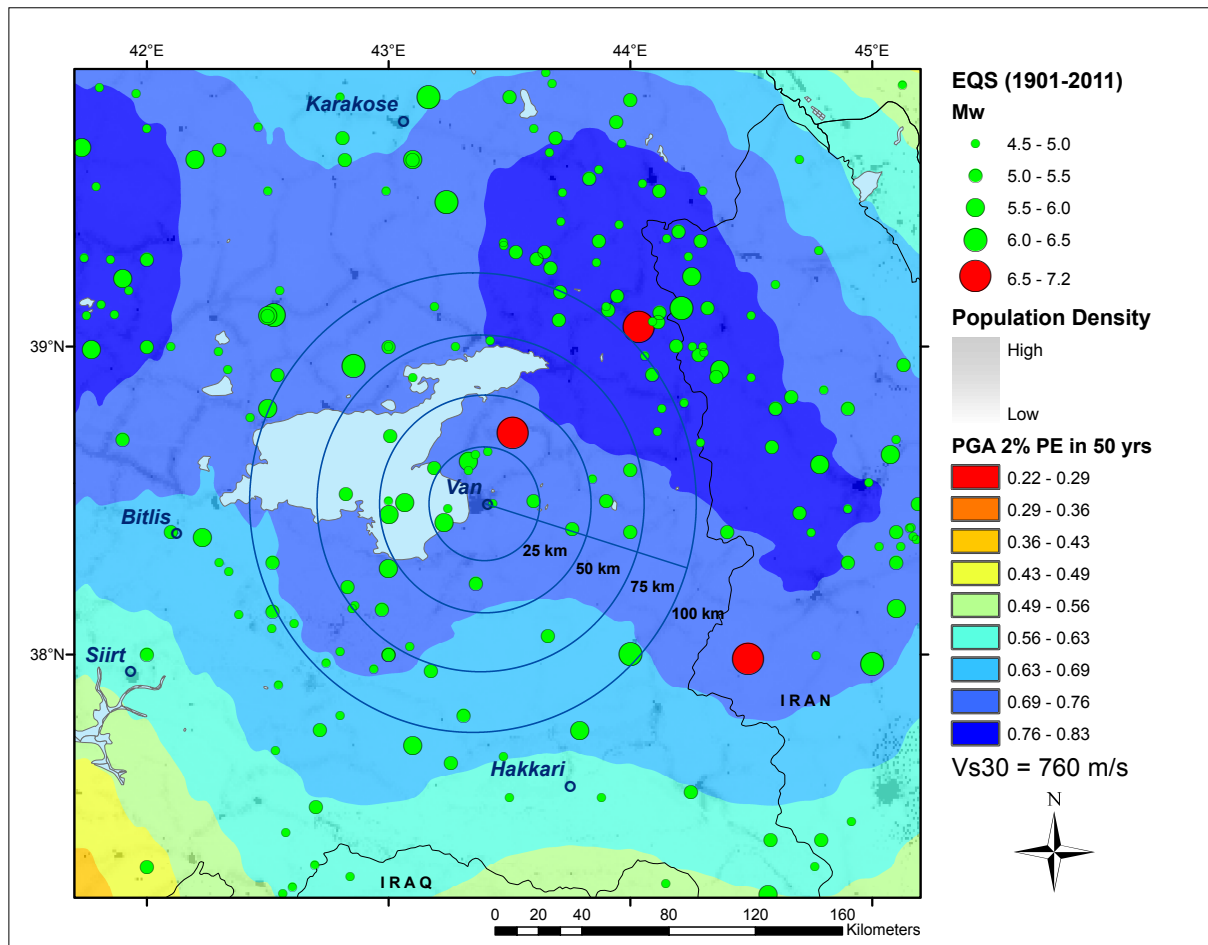 42°E 43°E 44°E 45°E
39°N
38°N
Karakose
Van
Bitlis
Siirt
Hakkari
25 km
50 km
75 km
100 km
IRAN
IRAQ
EQS (1901-2011)
Mw
4.5 - 5.0
5.0 - 5.5
5.5 - 6.0
6.0 - 6.5
6.5 - 7.2
Population Density
High
Low
PGA 2% PE in 50 yrs
0.22 - 0.29
0.29 - 0.36
0.36 - 0.43
0.43 - 0.49
0.49 - 0.56
0.56 - 0.63
0.63 - 0.69
0.69 - 0.76
0.76 - 0.83
Vs30 = 760 m/s
N
0 20 40 80 120 160
Kilometers